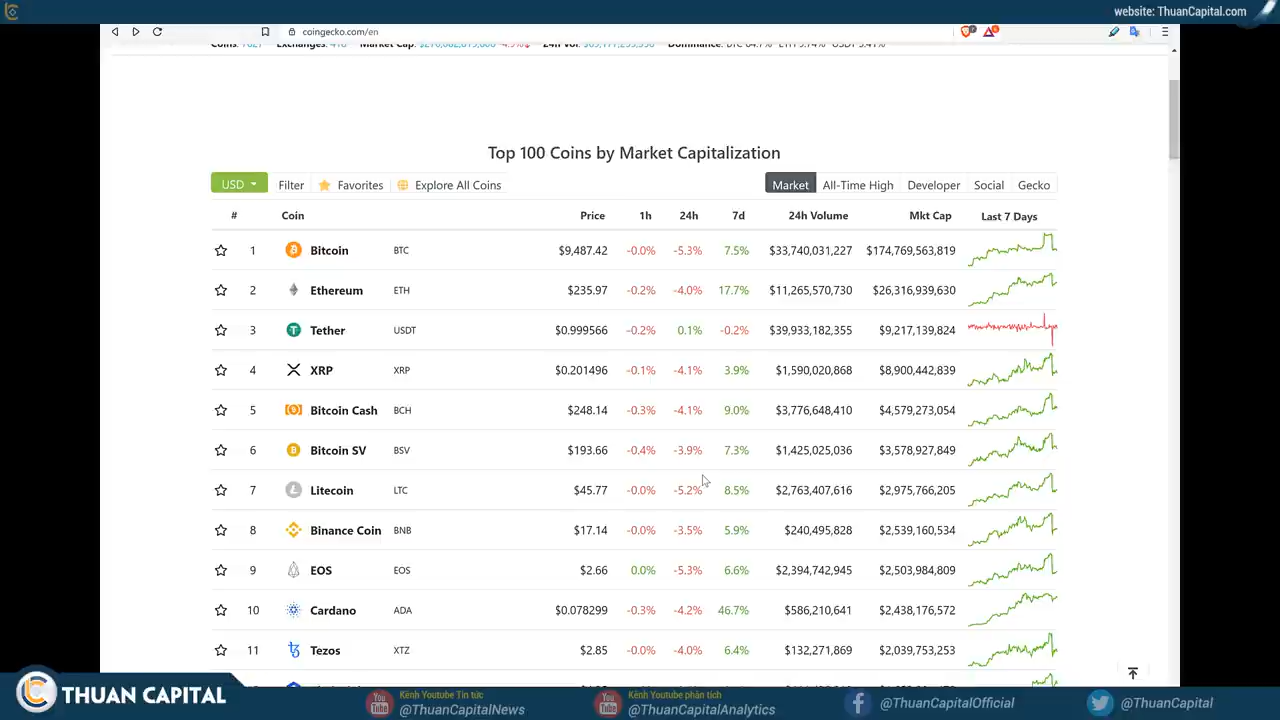 website: ThuanCapital.com
coingecko.com/en
Top 100 Coins by Market Capitalization
USD Filter Favorites Explore All Coins Market All-Time High Developer Social Gecko
# Coin Price 1h 24h 7d 24h Volume Mkt Cap Last 7 Days
1 Bitcoin BTC $9,487.42 -0.0% -5.3% 7.5% $33,740,031,227 $174,769,563,819
2 Ethereum ETH $235.97 -0.2% -4.0% 17.7% $11,265,570,730 $26,316,939,630
3 Tether USDT $0.999566 -0.2% 0.1% -0.2% $39,933,182,355 $9,217,139,824
4 XRP XRP $0.201496 -0.1% -4.1% 3.9% $1,590,020,868 $8,900,442,839
5 Bitcoin Cash BCH $248.14 -0.3% -4.1% 9.0% $3,776,648,410 $4,579,273,054
6 Bitcoin SV BSV $193.66 -0.4% -3.9% 7.3% $1,425,025,036 $3,578,927,849
7 Litecoin LTC $45.77 -0.0% -5.2% 8.5% $2,763,407,616 $2,975,766,205
8 Binance Coin BNB $17.14 -0.0% -3.5% 5.9% $240,495,828 $2,539,160,534
9 EOS EOS $2.66 0.0% -5.3% 6.6% $2,394,742,945 $2,503,984,809
10 Cardano ADA $0.078299 -0.3% -4.2% 46.7% $586,210,641 $2,438,176,572
11 Tezos XTZ $2.85 -0.0% -4.0% 6.4% $132,271,869 $2,039,753,253
THUAN CAPITAL
Kênh Youtube Tin tức
@ThuanCapitalNews
Kênh Youtube phân tích
@ThuanCapitalAnalytics
@ThuanCapitalOfficial
@ThuanCapital